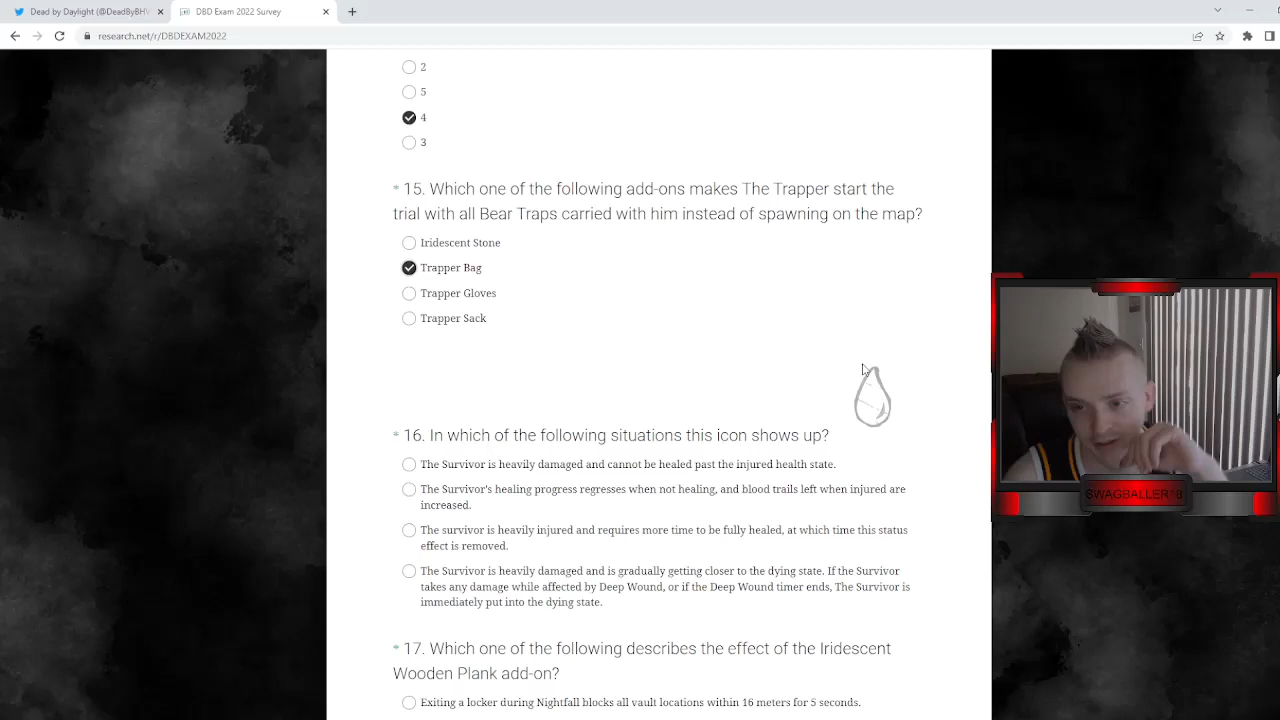 Dead by Daylight (@DeadByBHV
DBD Exam 2022 Survey
research.net/r/DBDEXAM2022
2
5
4
3
* 15. Which one of the following add-ons makes The Trapper start the
trial with all Bear Traps carried with him instead of spawning on the map?
Iridescent Stone
Trapper Bag
Trapper Gloves
Trapper Sack
* 16. In which of the following situations this icon shows up?
The Survivor is heavily damaged and cannot be healed past the injured health state.
The Survivor's healing progress regresses when not healing, and blood trails left when injured are
increased.
The survivor is heavily injured and requires more time to be fully healed, at which time this status
effect is removed.
The Survivor is heavily damaged and is gradually getting closer to the dying state. If the Survivor
takes any damage while affected by Deep Wound, or if the Deep Wound timer ends, The Survivor is
immediately put into the dying state.
* 17. Which one of the following describes the effect of the Iridescent
Wooden Plank add-on?
Exiting a locker during Nightfall blocks all vault locations within 16 meters for 5 seconds.
SWAGBALLER18